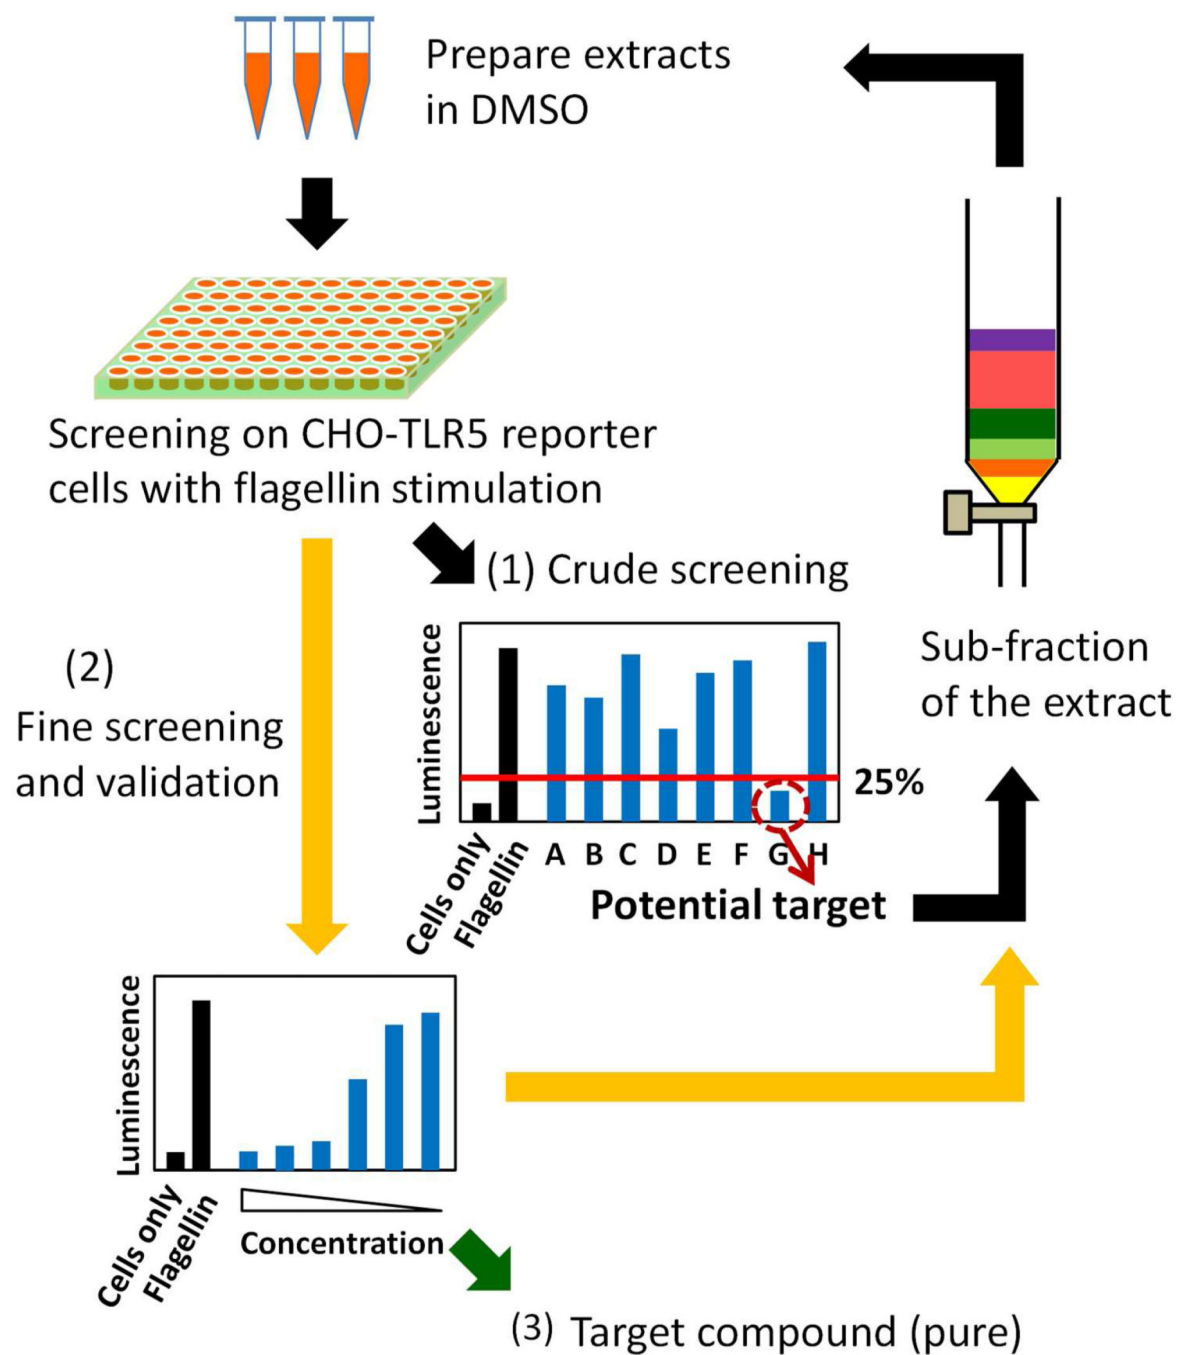 Prepare extracts
in DMSO
Screening on CHO-TLR5 reporter
cells with flagellin stimulation
(1) Crude screening
Luminescence
25%
Cells only
Flagellin
A B C D E F G H
Potential target
Sub-fraction
of the extract
(2)
Fine screening
and validation
Luminescence
Cells only
Flagellin
Concentration
(3) Target compound (pure)